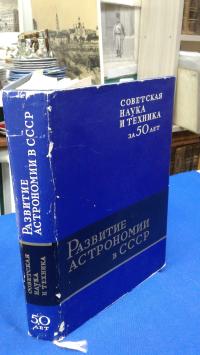 СОВЕТСКАЯ
НАУКА
И ТЕХНИКА
ЗА 50 ЛЕТ
РАЗВИТИЕ
АСТРОНОМИИ
В СССР
РАЗВИТИЕ
АСТРОНОМИИ В СССР
СОВЕТСКАЯ
НАУКА
И ТЕХНИКА
50
ЛЕТ